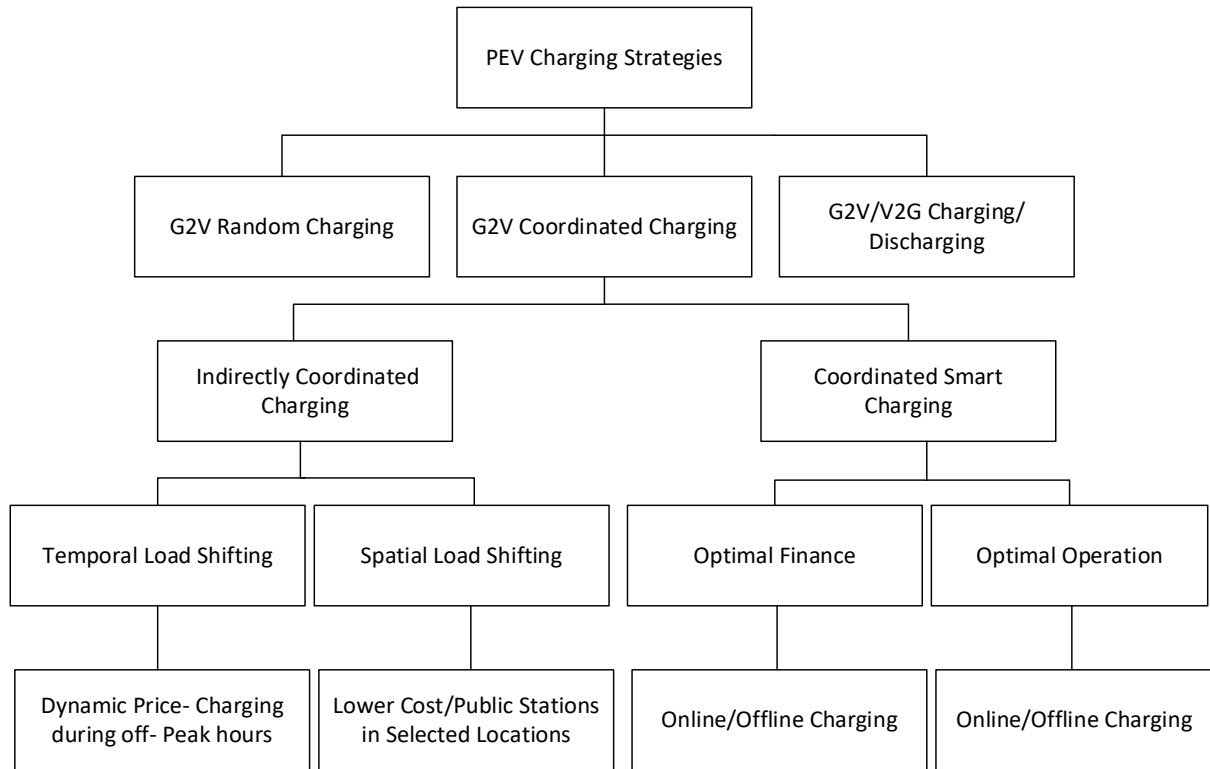 PEV Charging Strategies
G2V Random Charging
G2V Coordinated Charging
G2V/V2G Charging/
Discharging
Indirectly Coordinated
Charging
Coordinated Smart
Charging
Temporal Load Shifting
Spatial Load Shifting
Optimal Finance
Optimal Operation
Dynamic Price- Charging
during off- Peak hours
Lower Cost/Public Stations
in Selected Locations
Online/Offline Charging
Online/Offline Charging